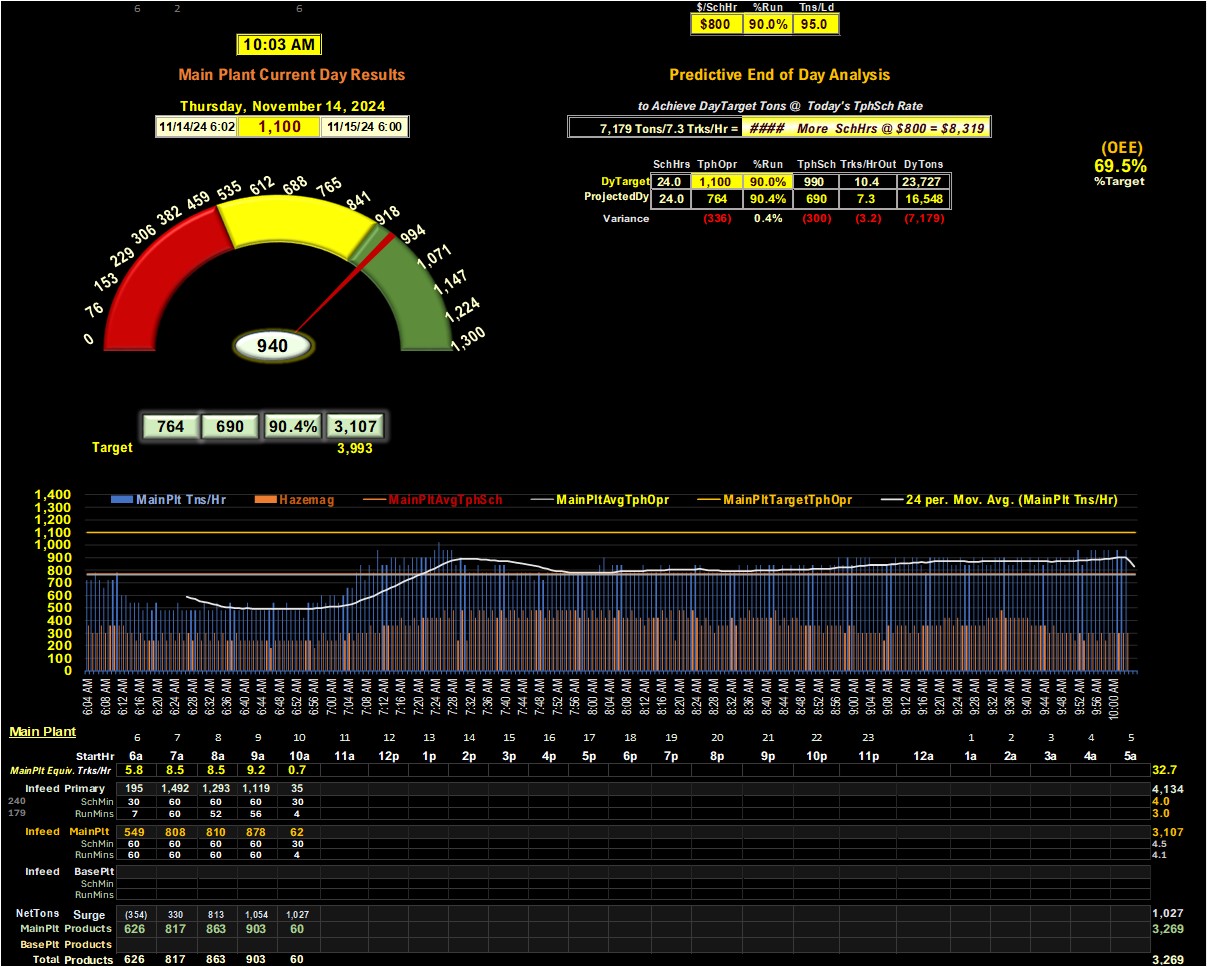 6 2 6
$/SchHr %Run Tns/Ld
$800 90.0% 95.0
10:03 AM
Main Plant Current Day Results
Predictive End of Day Analysis
Thursday, November 14, 2024
to Achieve DayTarget Tons @ Today's TphSch Rate
11/14/24 6:02 1,100 11/15/24 6:00
7,179 Tons/7.3 Trks/Hr = #### More SchHrs @ $800 = $8,319
(OEE)
69.5%
%Target
SchHrs TphOpr %Run TphSch Trks/HrOut DyTons
DyTarget 24.0 1,100 90.0% 990 10.4 23,727
ProjectedDy 24.0 764 90.4% 690 7.3 16,548
Variance (336) 0.4% (300) (3.2) (7,179)
0 76 153 229 306 382 459 535 612 688 765 841 918 994 1,071 1,147 1,224 1,300
940
764 690 90.4% 3,107
Target 3,993
MainPlt Tns/Hr Hazemag MainPltAvgTphSch MainPltAvgTphOpr MainPltTargetTphOpr 24 per. Mov. Avg. (MainPlt Tns/Hr)
1,400
1,300
1,200
1,100
1,000
900
800
700
600
500
400
300
200
100
0
6:04 AM 6:08 AM 6:12 AM 6:16 AM 6:20 AM 6:24 AM 6:28 AM 6:32 AM 6:36 AM 6:40 AM 6:44 AM 6:48 AM 6:52 AM 6:56 AM 7:00 AM 7:04 AM 7:08 AM 7:12 AM 7:16 AM 7:20 AM 7:24 AM 7:28 AM 7:32 AM 7:36 AM 7:40 AM 7:44 AM 7:48 AM 7:52 AM 7:56 AM 8:00 AM 8:04 AM 8:08 AM 8:12 AM 8:16 AM 8:20 AM 8:24 AM 8:28 AM 8:32 AM 8:36 AM 8:40 AM 8:44 AM 8:48 AM 8:52 AM 8:56 AM 9:00 AM 9:04 AM 9:08 AM 9:12 AM 9:16 AM 9:20 AM 9:24 AM 9:28 AM 9:32 AM 9:36 AM 9:40 AM 9:44 AM 9:48 AM 9:52 AM 9:56 AM 10:00 AM
Main Plant
6 7 8 9 10 11 12 13 14 15 16 17 18 19 20 21 22 23 1 2 3 4 5
StartHr 6a 7a 8a 9a 10a 11a 12p 1p 2p 3p 4p 5p 6p 7p 8p 9p 10p 11p 12a 1a 2a 3a 4a 5a
MainPlt Equiv. Trks/Hr 5.8 8.5 8.5 9.2 0.7 32.7
Infeed Primary 195 1,492 1,293 1,119 35 4,134
240 SchMin 30 60 60 60 30 4.0
179 RunMins 7 60 52 56 4 3.0
Infeed MainPlt 549 808 810 878 62 3,107
SchMin 60 60 60 60 30 4.5
RunMins 60 60 60 60 4 4.1
Infeed BasePlt
SchMin
RunMins
NetTons Surge (354) 330 813 1,054 1,027 1,027
MainPlt Products 626 817 863 903 60 3,269
BasePlt Products
Total Products 626 817 863 903 60 3,269